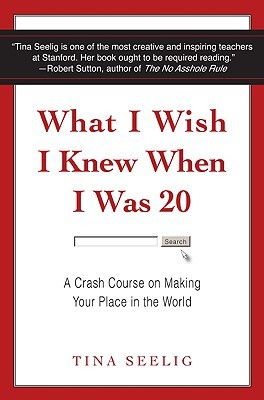 "Tina Seelig is one of the most creative and inspiring teachers
at Stanford. Her book ought to be required reading."
—Robert Sutton, author of The No Asshole Rule
What I Wish
I Knew When
I Was 20
Search
A Crash Course on Making
Your Place in the World
TINA SEELIG